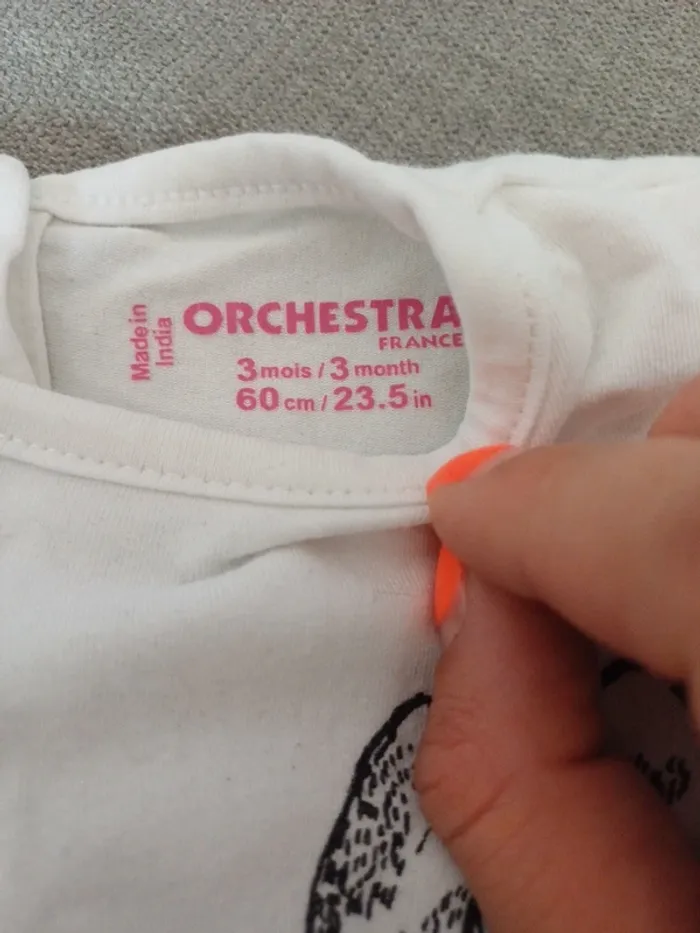 Made in
India
ORCHESTRA
FRANCE
3 mois / 3 month
60 cm / 23.5 in